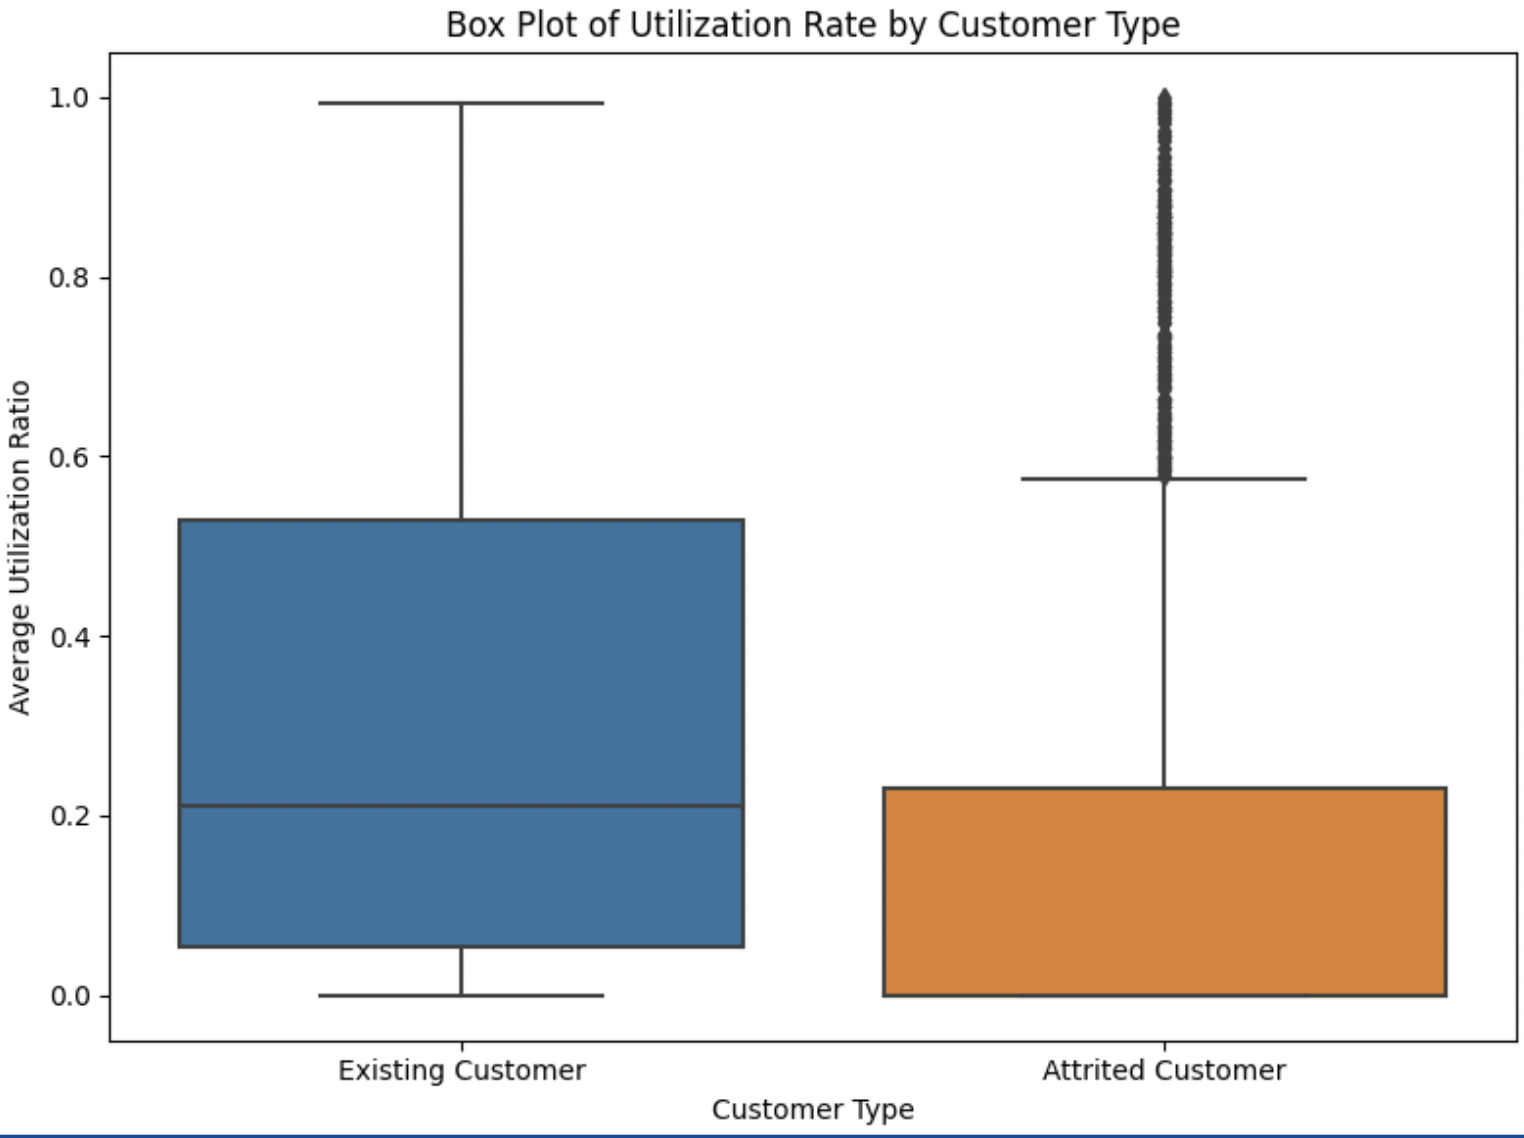 Box Plot of Utilization Rate by Customer Type
1.0
0.8
0.6
0.4
0.2
0.0
Average Utilization Ratio
Existing Customer
Attrited Customer
Customer Type